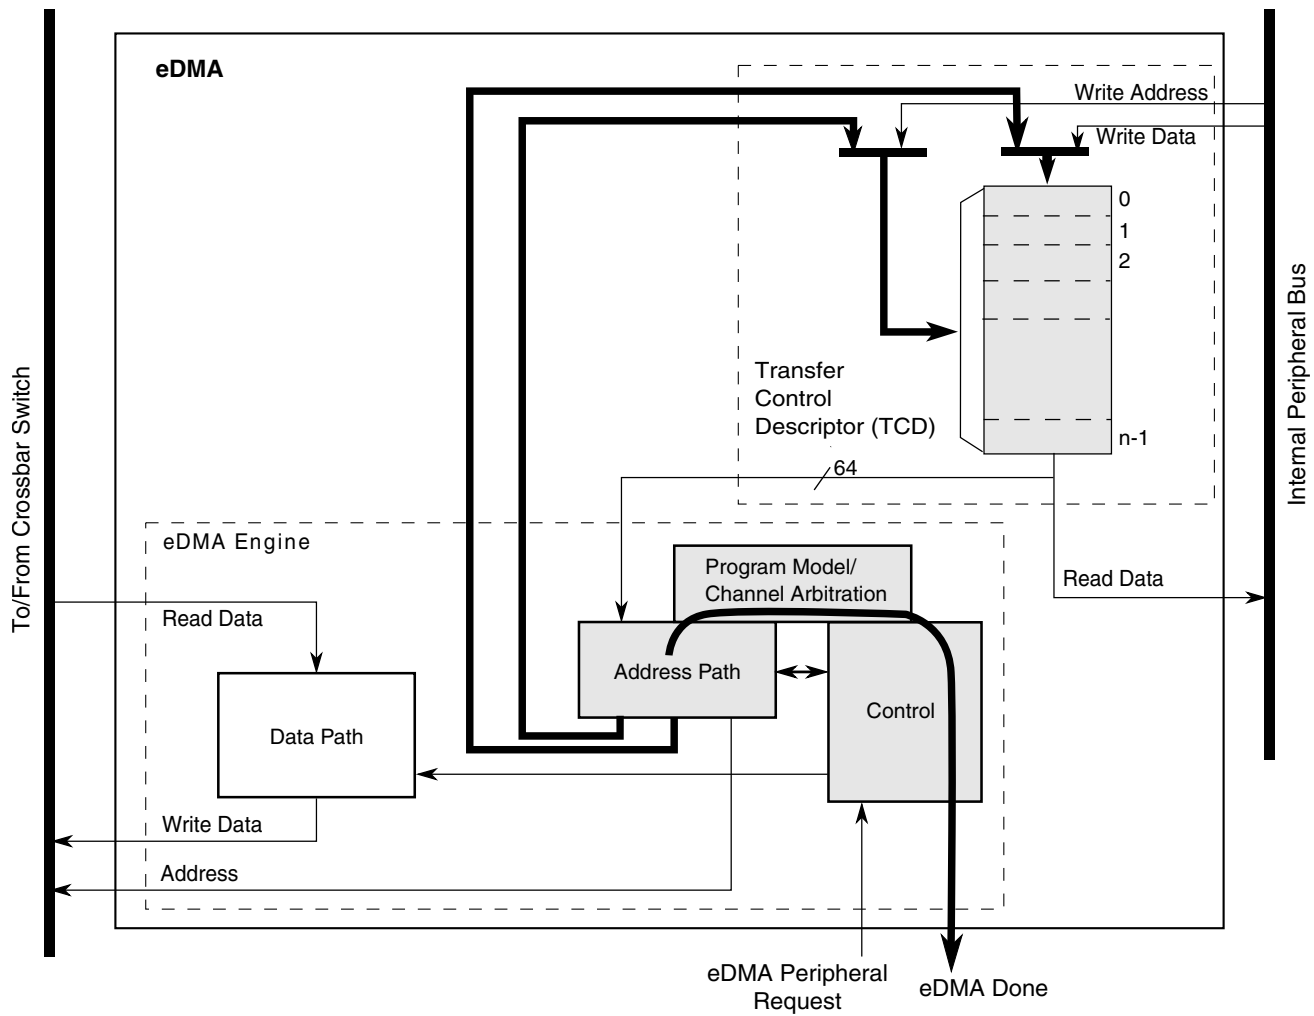 eDMA
Write Address
Write Data
0
1
2
n-1
Transfer
Control
Descriptor (TCD)
64
To/From Crossbar Switch
Internal Peripheral Bus
eDMA Engine
Program Model/
Channel Arbitration
Read Data
Read Data
Address Path
Control
Data Path
Write Data
Address
eDMA Peripheral
Request
eDMA Done